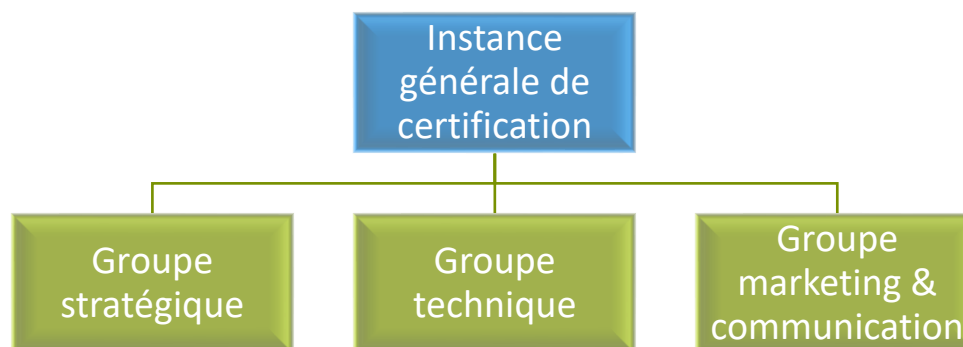 Instance
générale de
certification
Groupe
stratégique
Groupe
technique
Groupe
marketing &
communication